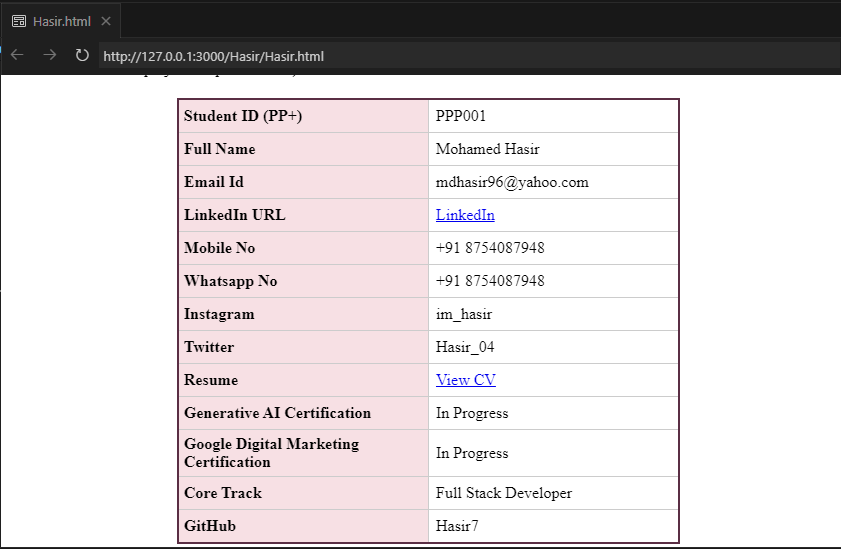 Hasir.html
http://127.0.0.1:3000/Hasir/Hasir.html
Student ID (PP+) PPP001
Full Name Mohamed Hasir
Email Id mdhasir96@yahoo.com
LinkedIn URL LinkedIn
Mobile No +91 8754087948
Whatsapp No +91 8754087948
Instagram im_hasir
Twitter Hasir_04
Resume View CV
Generative AI Certification In Progress
Google Digital Marketing
Certification In Progress
Core Track Full Stack Developer
GitHub Hasir7